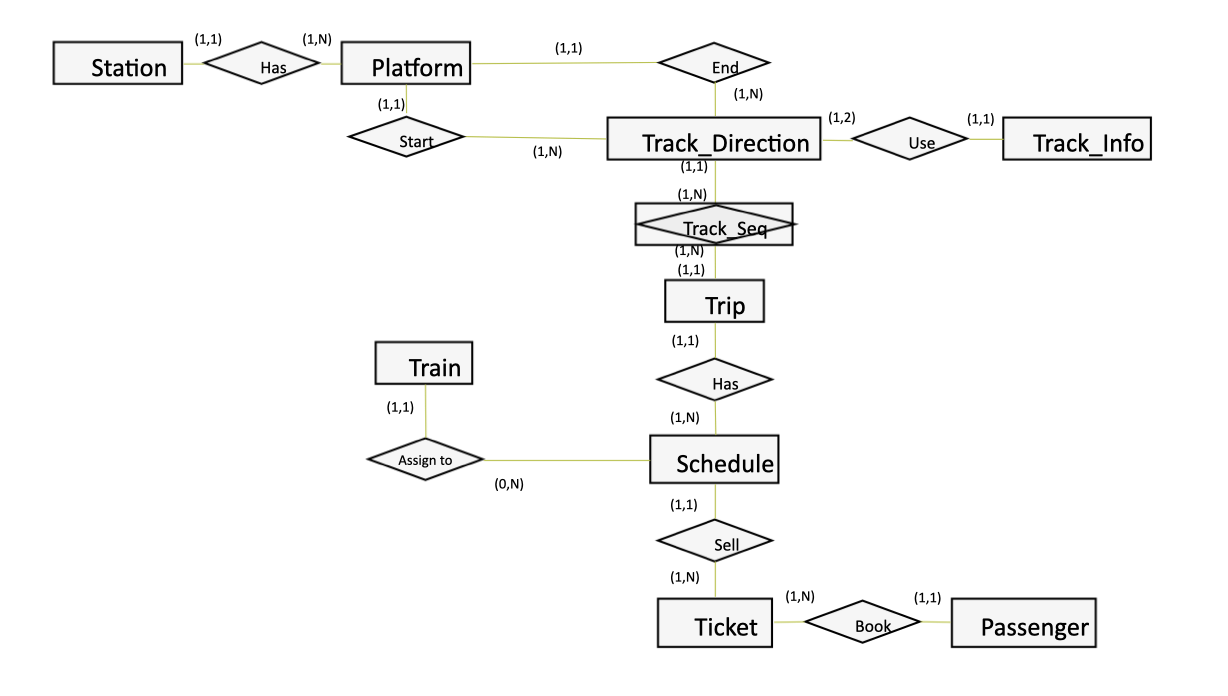 (1,1)
(1,N)
(1,1)
Station
Has
Platform
End
(1,N)
(1,1)
(1,2)
(1,1)
Start
(1,N)
Track_Direction
Use
Track_Info
(1,1)
(1,N)
Track_Seq
(1,N)
(1,1)
Trip
(1,1)
Train
Has
(1,1)
(1,N)
Assign to
(0,N)
Schedule
(1,1)
Sell
(1,N)
(1,N)
(1,1)
Ticket
Book
Passenger